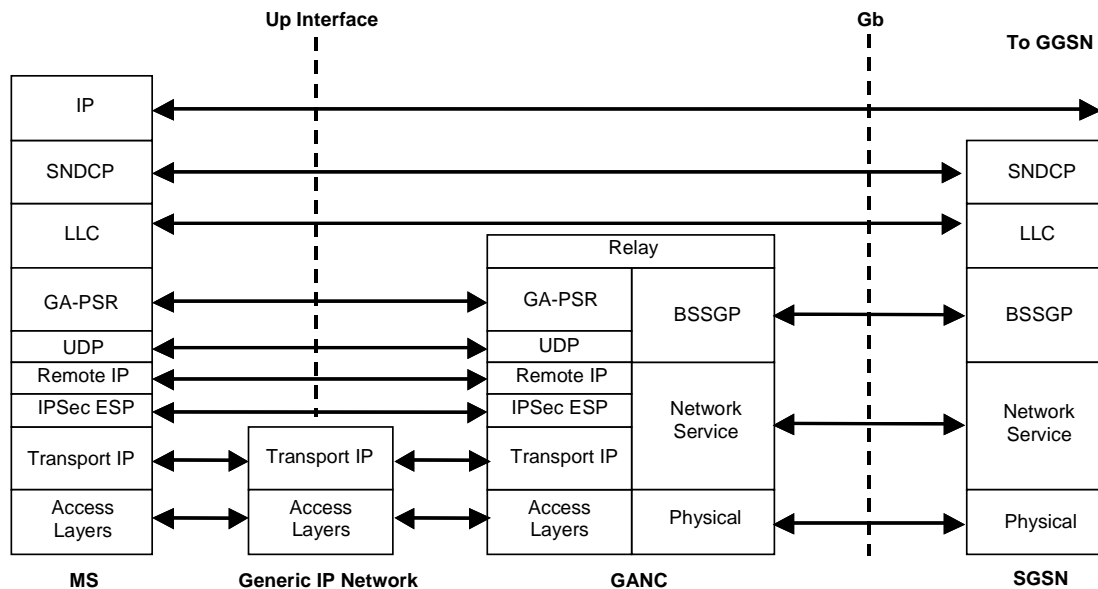 Up Interface
Gb
To GGSN
IP
SNDCP
SNDCP
LLC
LLC
Relay
GA-PSR
GA-PSR
BSSGP
BSSGP
UDP
UDP
Remote IP
Remote IP
IPSec ESP
IPSec ESP
Network
Service
Network
Service
Transport IP
Transport IP
Transport IP
Access
Layers
Access
Layers
Access
Layers
Physical
Physical
MS
Generic IP Network
GANC
SGSN